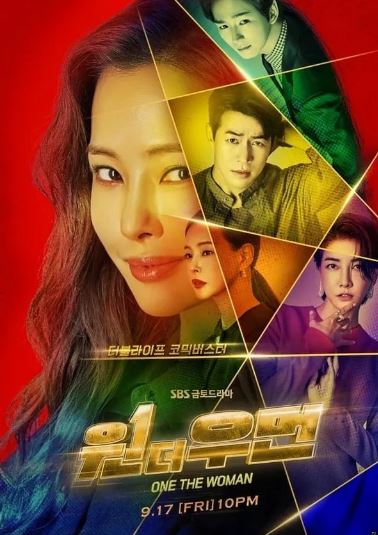 더블라이프 코믹버스터
SBS 금토드라마
원 더 우먼
ONE THE WOMAN
9.17 [FRI] 10PM